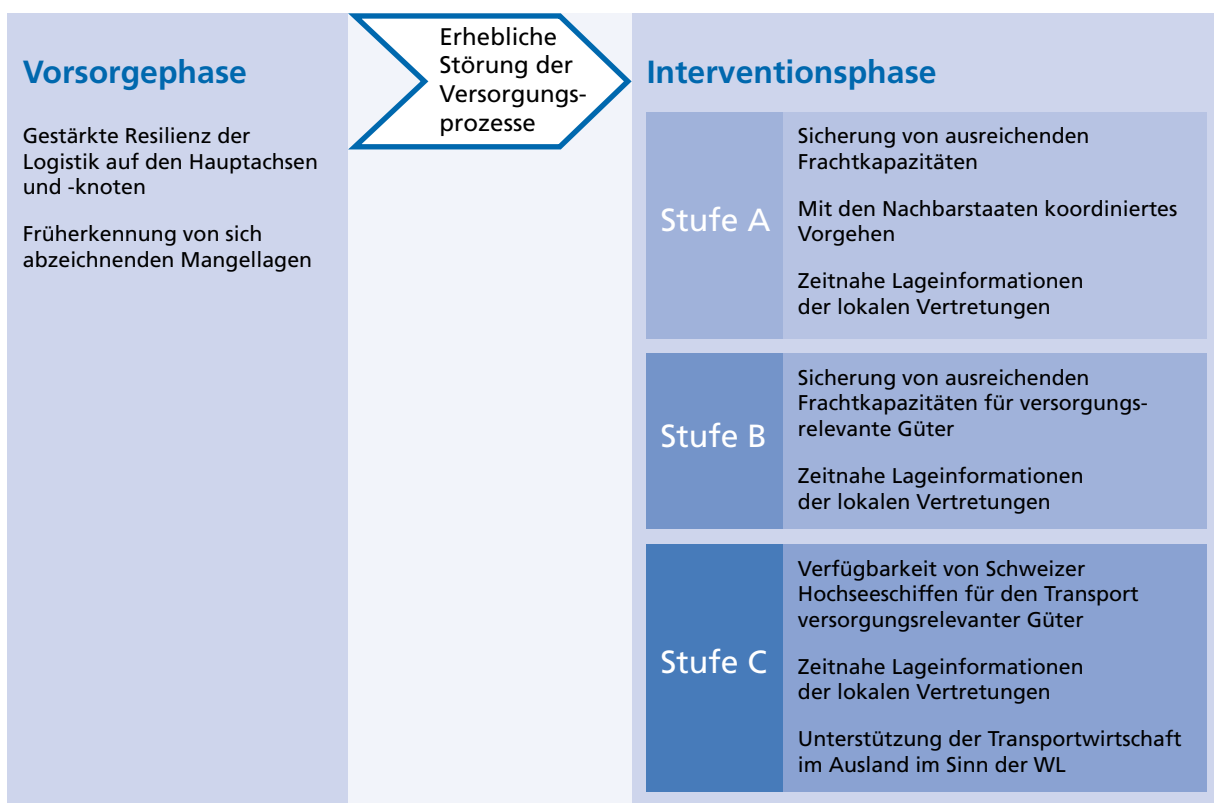 Vorsorgephase
Gestärkte Resilienz der
Logistik auf den Hauptachsen
und -knoten
Früherkennung von sich
abzeichnenden Mangellagen
Erhebliche
Störung der
Versorgungs-
prozesse
Interventionsphase
Stufe A
Sicherung von ausreichenden
Frachtkapazitäten
Mit den Nachbarstaaten koordiniertes
Vorgehen
Zeitnahe Lageinformationen
der lokalen Vertretungen
Stufe B
Sicherung von ausreichenden
Frachtkapazitäten für versorgungs-
relevante Güter
Zeitnahe Lageinformationen
der lokalen Vertretungen
Stufe C
Verfügbarkeit von Schweizer
Hochseeschiffen für den Transport
versorgungsrelevanter Güter
Zeitnahe Lageinformationen
der lokalen Vertretungen
Unterstützung der Transportwirtschaft
im Ausland im Sinn der WL